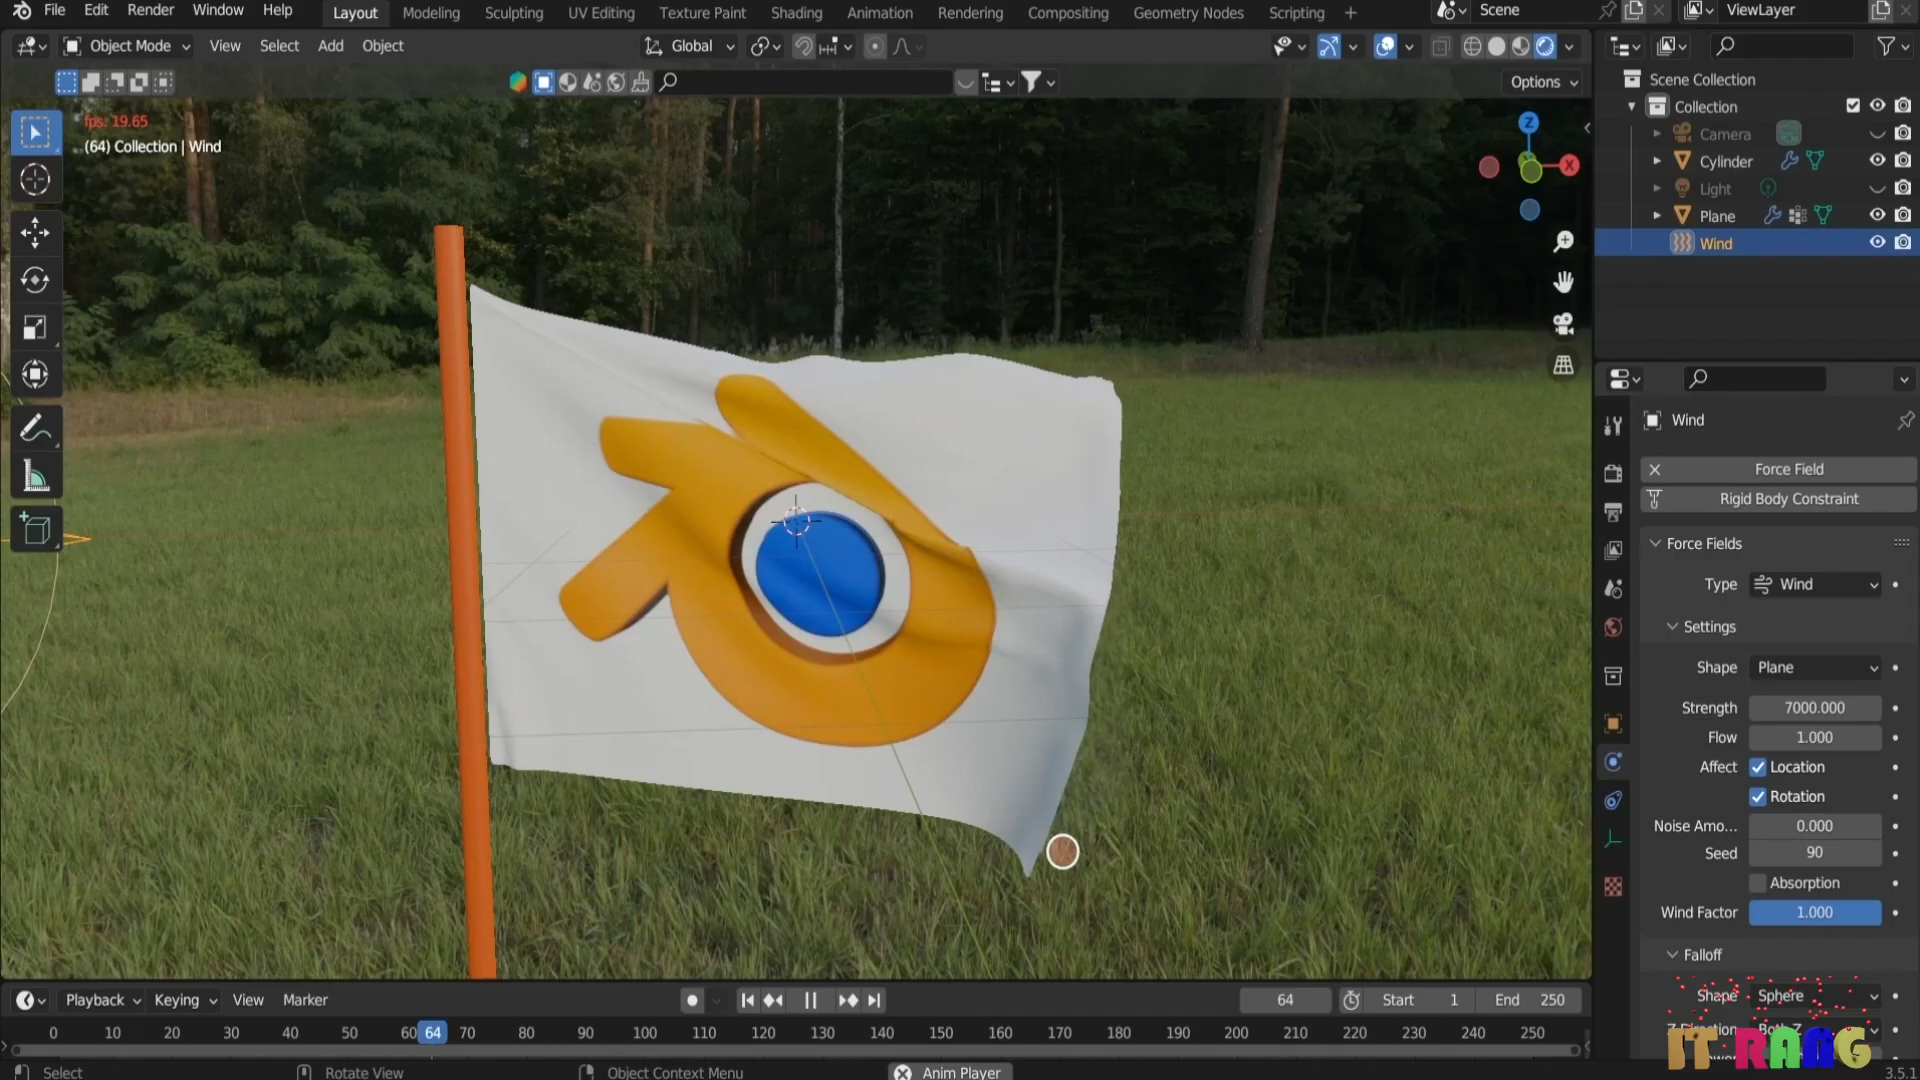 File Edit Render Window Help Layout Modeling Sculpting UV Editing Texture Paint Shading Animation Rendering Compositing Geometry Nodes Scripting + Scene ViewLayer
Object Mode View Select Add Object Global
Options
fps: 19.65
(64) Collection | Wind
Z
X
Scene Collection
Collection
Camera
Cylinder
Light
Plane
Wind
Wind
Force Field
Rigid Body Constraint
Force Fields
Type Wind
Settings
Shape Plane
Strength 7000.000
Flow 1.000
Affect Location
Rotation
Noise Amo... 0.000
Seed 90
Absorption
Wind Factor 1.000
Falloff
Shape Sphere
Z Direction Both Z
IT RANG
Playback Keying View Marker 64 Start 1 End 250
0 10 20 30 40 50 60 64 70 80 90 100 110 120 130 140 150 160 170 180 190 200 210 220 230 240 250
Select Rotate View Object Context Menu Anim Player 3.5.1